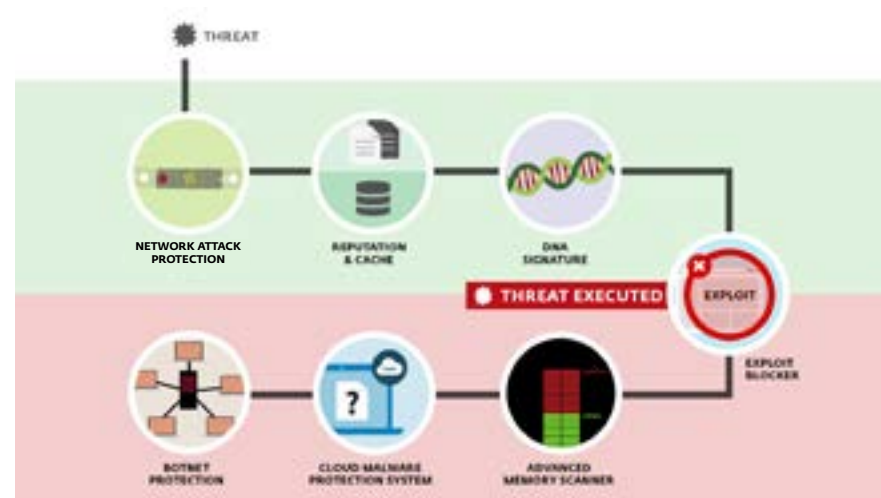 THREAT
NETWORK ATTACK
PROTECTION
REPUTATION
& CACHE
DNA
SIGNATURE
THREAT EXECUTED
EXPLOIT
EXPLOIT
BLOCKER
BOTNET
PROTECTION
?
CLOUD MALWARE
PROTECTION SYSTEM
ADVANCED
MEMORY SCANNER